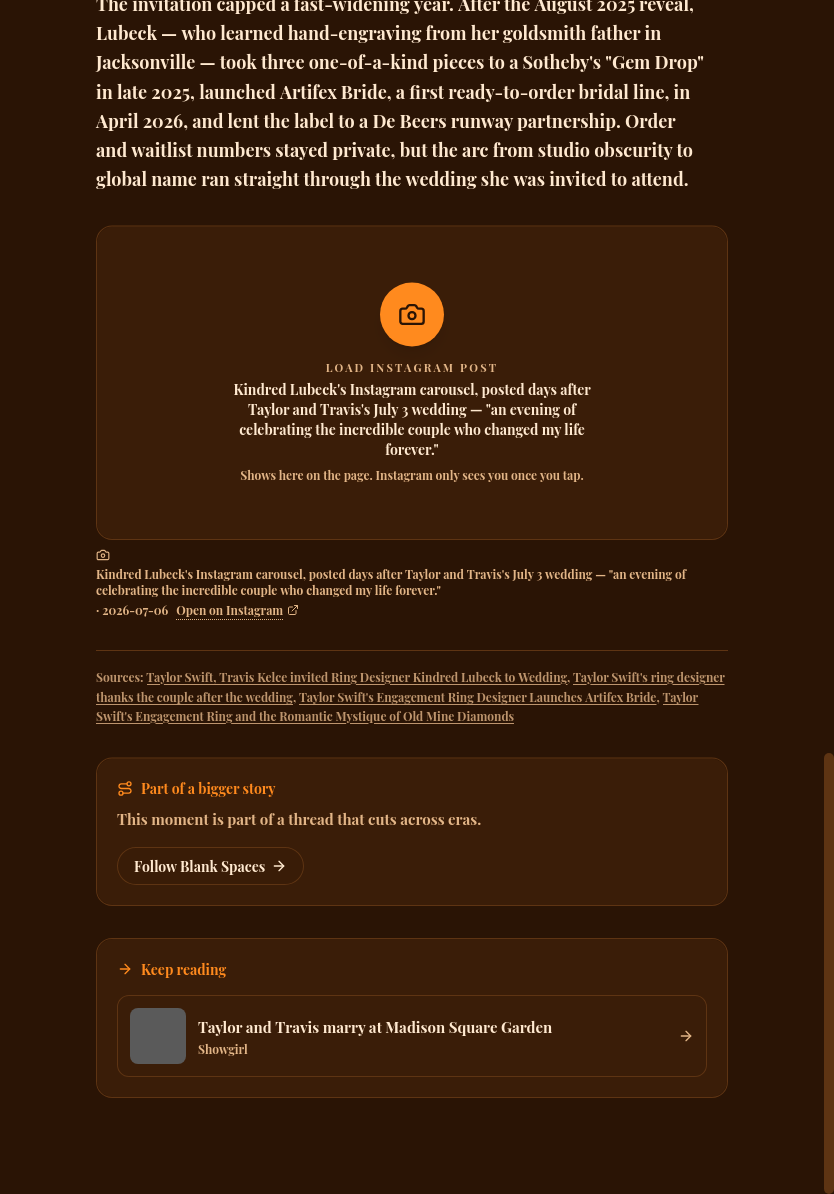 The invitation capped a fast-widening year. After the August 2025 reveal,
Lubeck — who learned hand-engraving from her goldsmith father in
Jacksonville — took three one-of-a-kind pieces to a Sotheby's "Gem Drop"
in late 2025, launched Artifex Bride, a first ready-to-order bridal line, in
April 2026, and lent the label to a De Beers runway partnership. Order
and waitlist numbers stayed private, but the arc from studio obscurity to
global name ran straight through the wedding she was invited to attend.
LOAD INSTAGRAM POST
Kindred Lubeck's Instagram carousel, posted days after
Taylor and Travis's July 3 wedding — "an evening of
celebrating the incredible couple who changed my life
forever."
Shows here on the page. Instagram only sees you once you tap.
Kindred Lubeck's Instagram carousel, posted days after Taylor and Travis's July 3 wedding — "an evening of
celebrating the incredible couple who changed my life forever."
· 2026-07-06 Open on Instagram
Sources: Taylor Swift, Travis Kelce invited Ring Designer Kindred Lubeck to Wedding, Taylor Swift's ring designer
thanks the couple after the wedding, Taylor Swift's Engagement Ring Designer Launches Artifex Bride, Taylor
Swift's Engagement Ring and the Romantic Mystique of Old Mine Diamonds
Part of a bigger story
This moment is part of a thread that cuts across eras.
Follow Blank Spaces
Keep reading
Taylor and Travis marry at Madison Square Garden
Showgirl